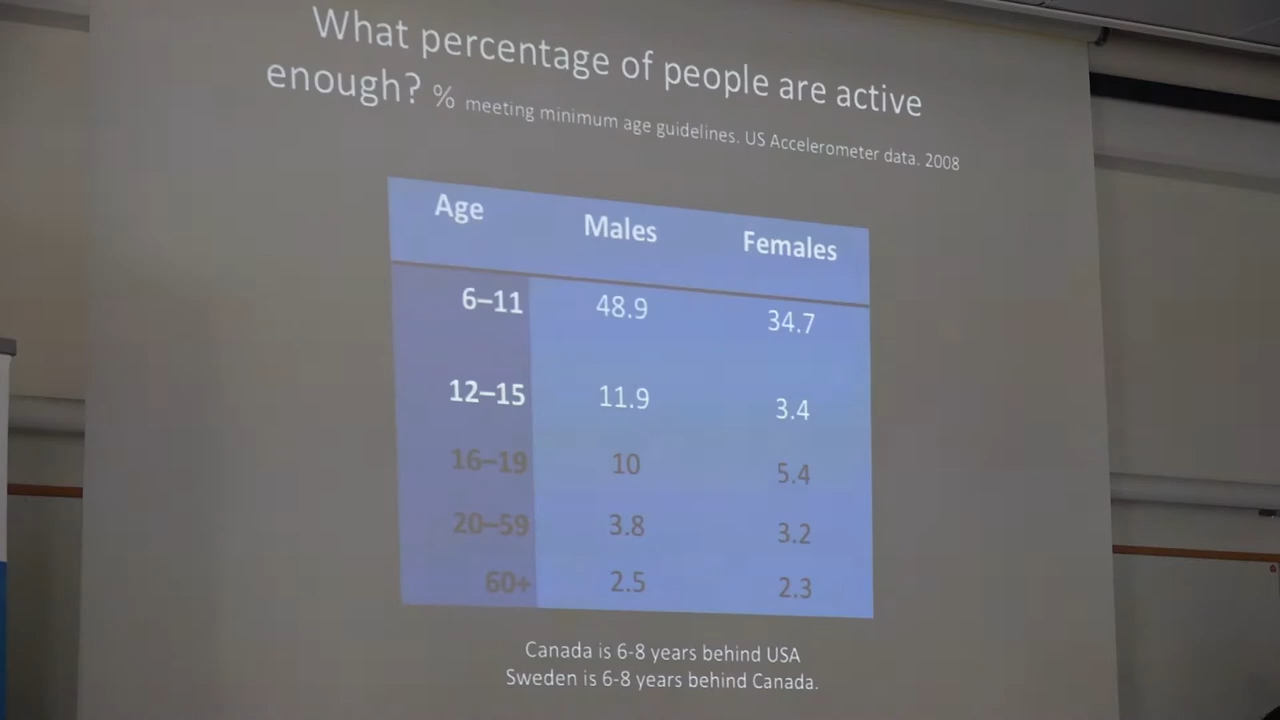 What percentage of people are active
enough? % meeting minimum age guidelines. US Accelerometer data. 2008
Age Males Females
6–11 48.9 34.7
12–15 11.9 3.4
16–19 10 5.4
20–59 3.8 3.2
60+ 2.5 2.3
Canada is 6-8 years behind USA
Sweden is 6-8 years behind Canada.